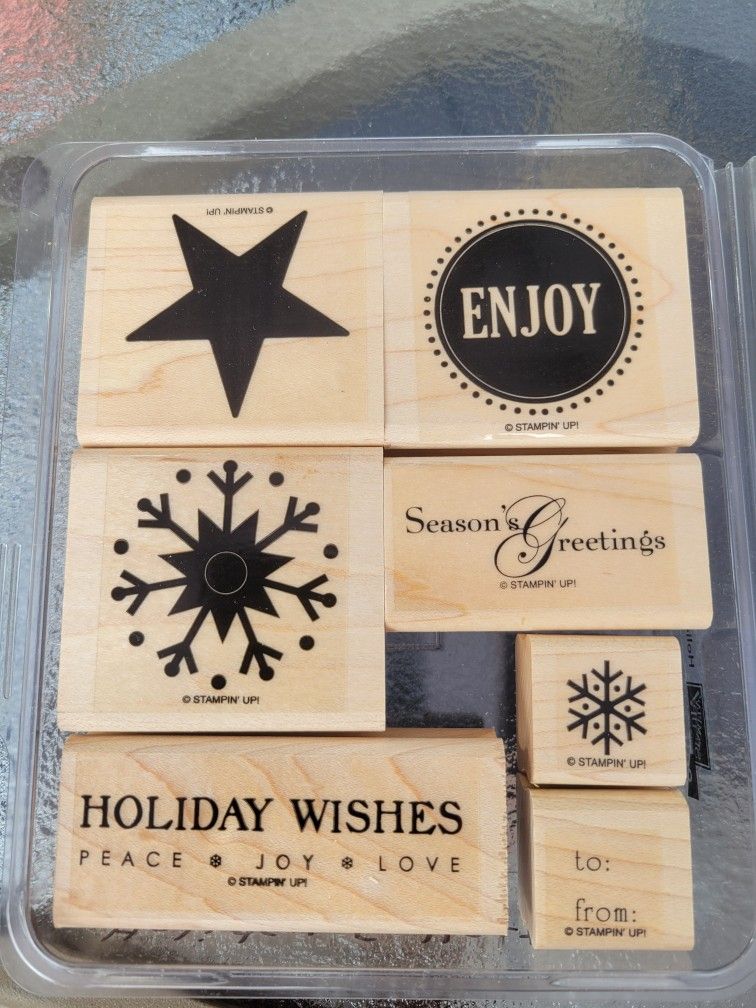 © STAMPIN' UP!
ENJOY
© STAMPIN' UP!
Season's Greetings
© STAMPIN' UP!
© STAMPIN' UP!
© STAMPIN' UP!
HOLIDAY WISHES
PEACE ❄ JOY ❄ LOVE
© STAMPIN' UP!
to:
from:
© STAMPIN' UP!